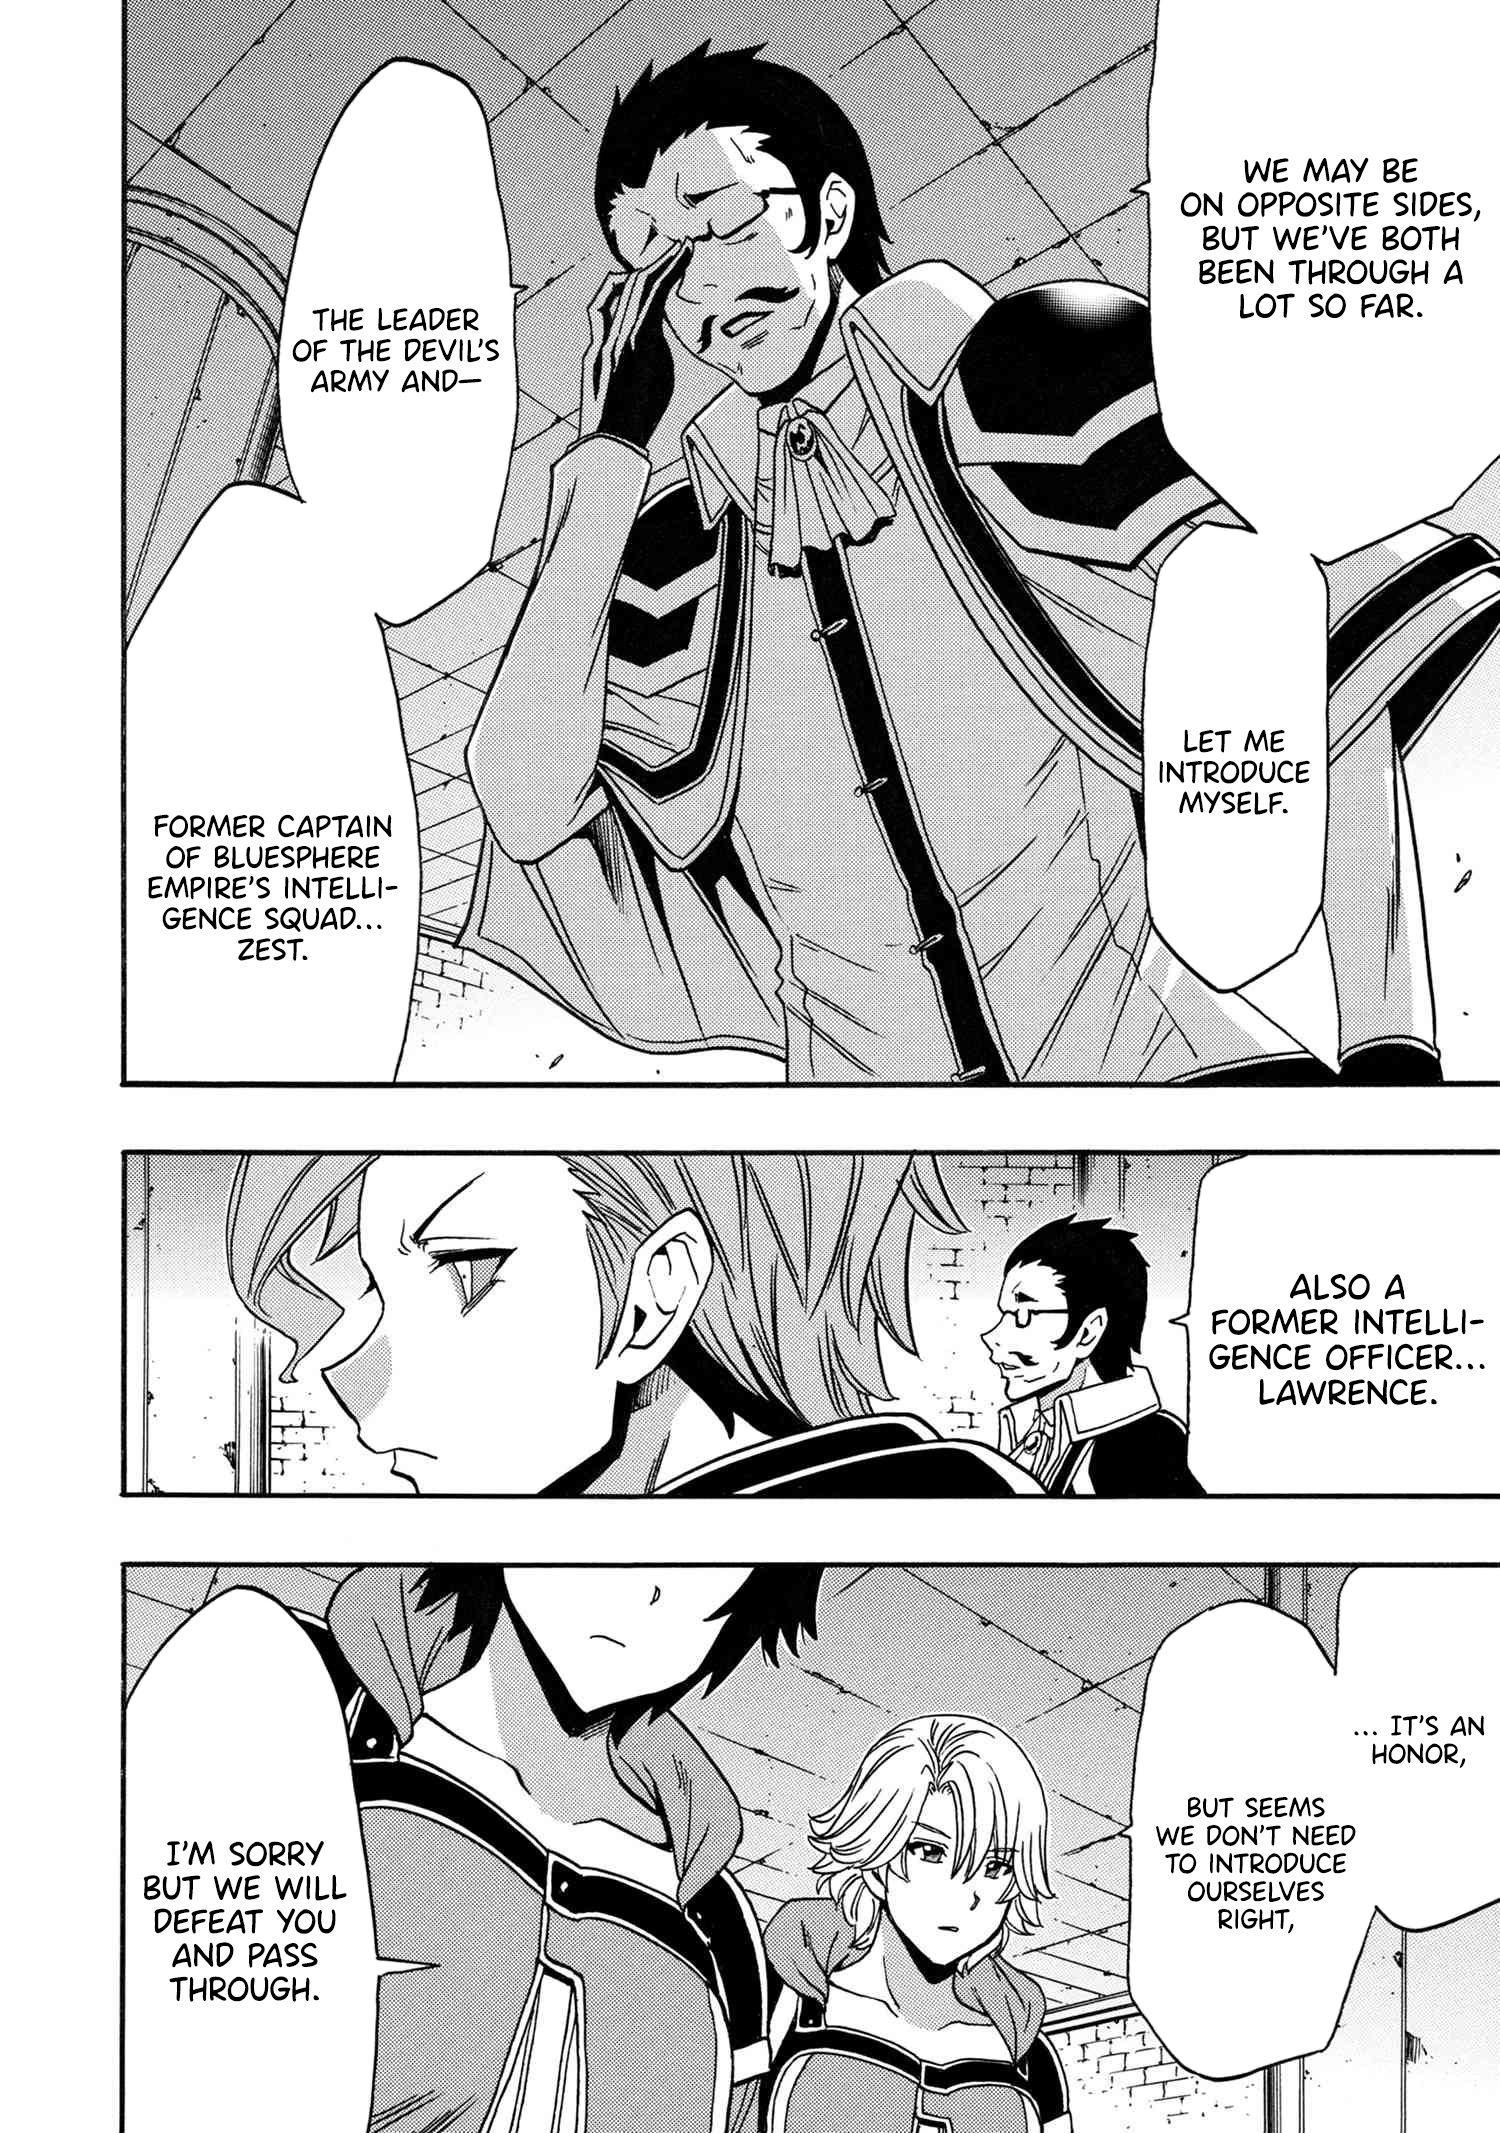 WE MAY BE
ON OPPOSITE SIDES,
BUT WE'VE BOTH
BEEN THROUGH A
LOT SO FAR.
LET ME
INTRODUCE
MYSELF.
THE LEADER
OF THE DEVIL'S
ARMY AND—
FORMER CAPTAIN
OF BLUESPHERE
EMPIRE'S INTELLI-
GENCE SQUAD...
ZEST.
ALSO A
FORMER INTELLI-
GENCE OFFICER...
LAWRENCE.
... IT'S AN
HONOR,
BUT SEEMS
WE DON'T NEED
TO INTRODUCE
OURSELVES
RIGHT,
I'M SORRY
BUT WE WILL
DEFEAT YOU
AND PASS
THROUGH.